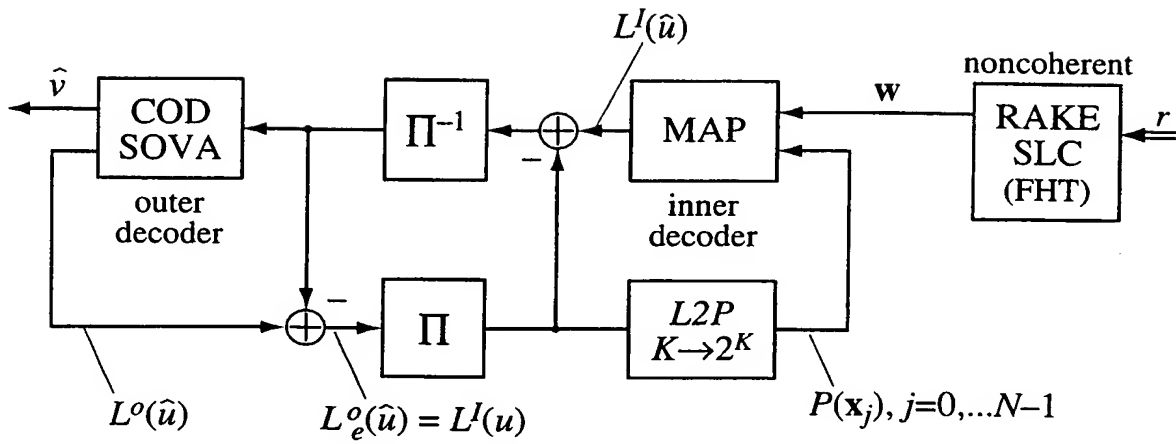 L^I(û)
v̂
COD
SOVA
outer
decoder
Π⁻¹
−
MAP
inner
decoder
w
noncoherent
RAKE
SLC
(FHT)
r
−
Π
L2P
K→2^K
L^o(û)
L^o_e(û) = L^I(u)
P(x_j), j=0,...N−1